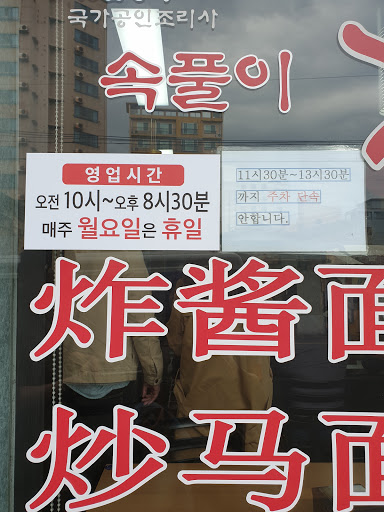 국가공인조리사
속풀이
영업시간
오전 10시~오후 8시30분
매주 월요일은 휴일
11시30분~13시30분
까지 주차 단속
안합니다.
炸酱面
炒马面